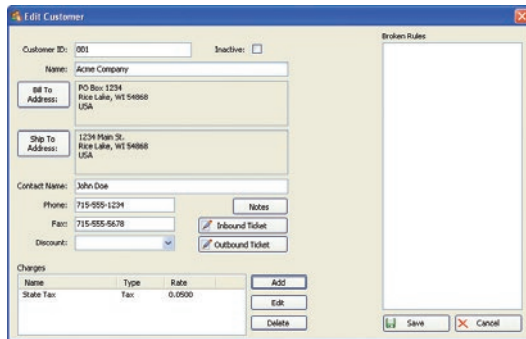 Edit Customer
Broken Rules
Customer ID: 001 Inactive:
Name: Acme Company
Bill To
Address:
PO Box 1234
Rice Lake, WI 54868
USA
Ship To
Address:
1234 Main St.
Rice Lake, WI 54868
USA
Contact Name: John Doe
Phone: 715-555-1234 Notes
Fax: 715-555-5678 Inbound Ticket
Discount: Outbound Ticket
Charges
Name Type Rate Add
State Tax Tax 0.0500
Edit
Delete Save Cancel